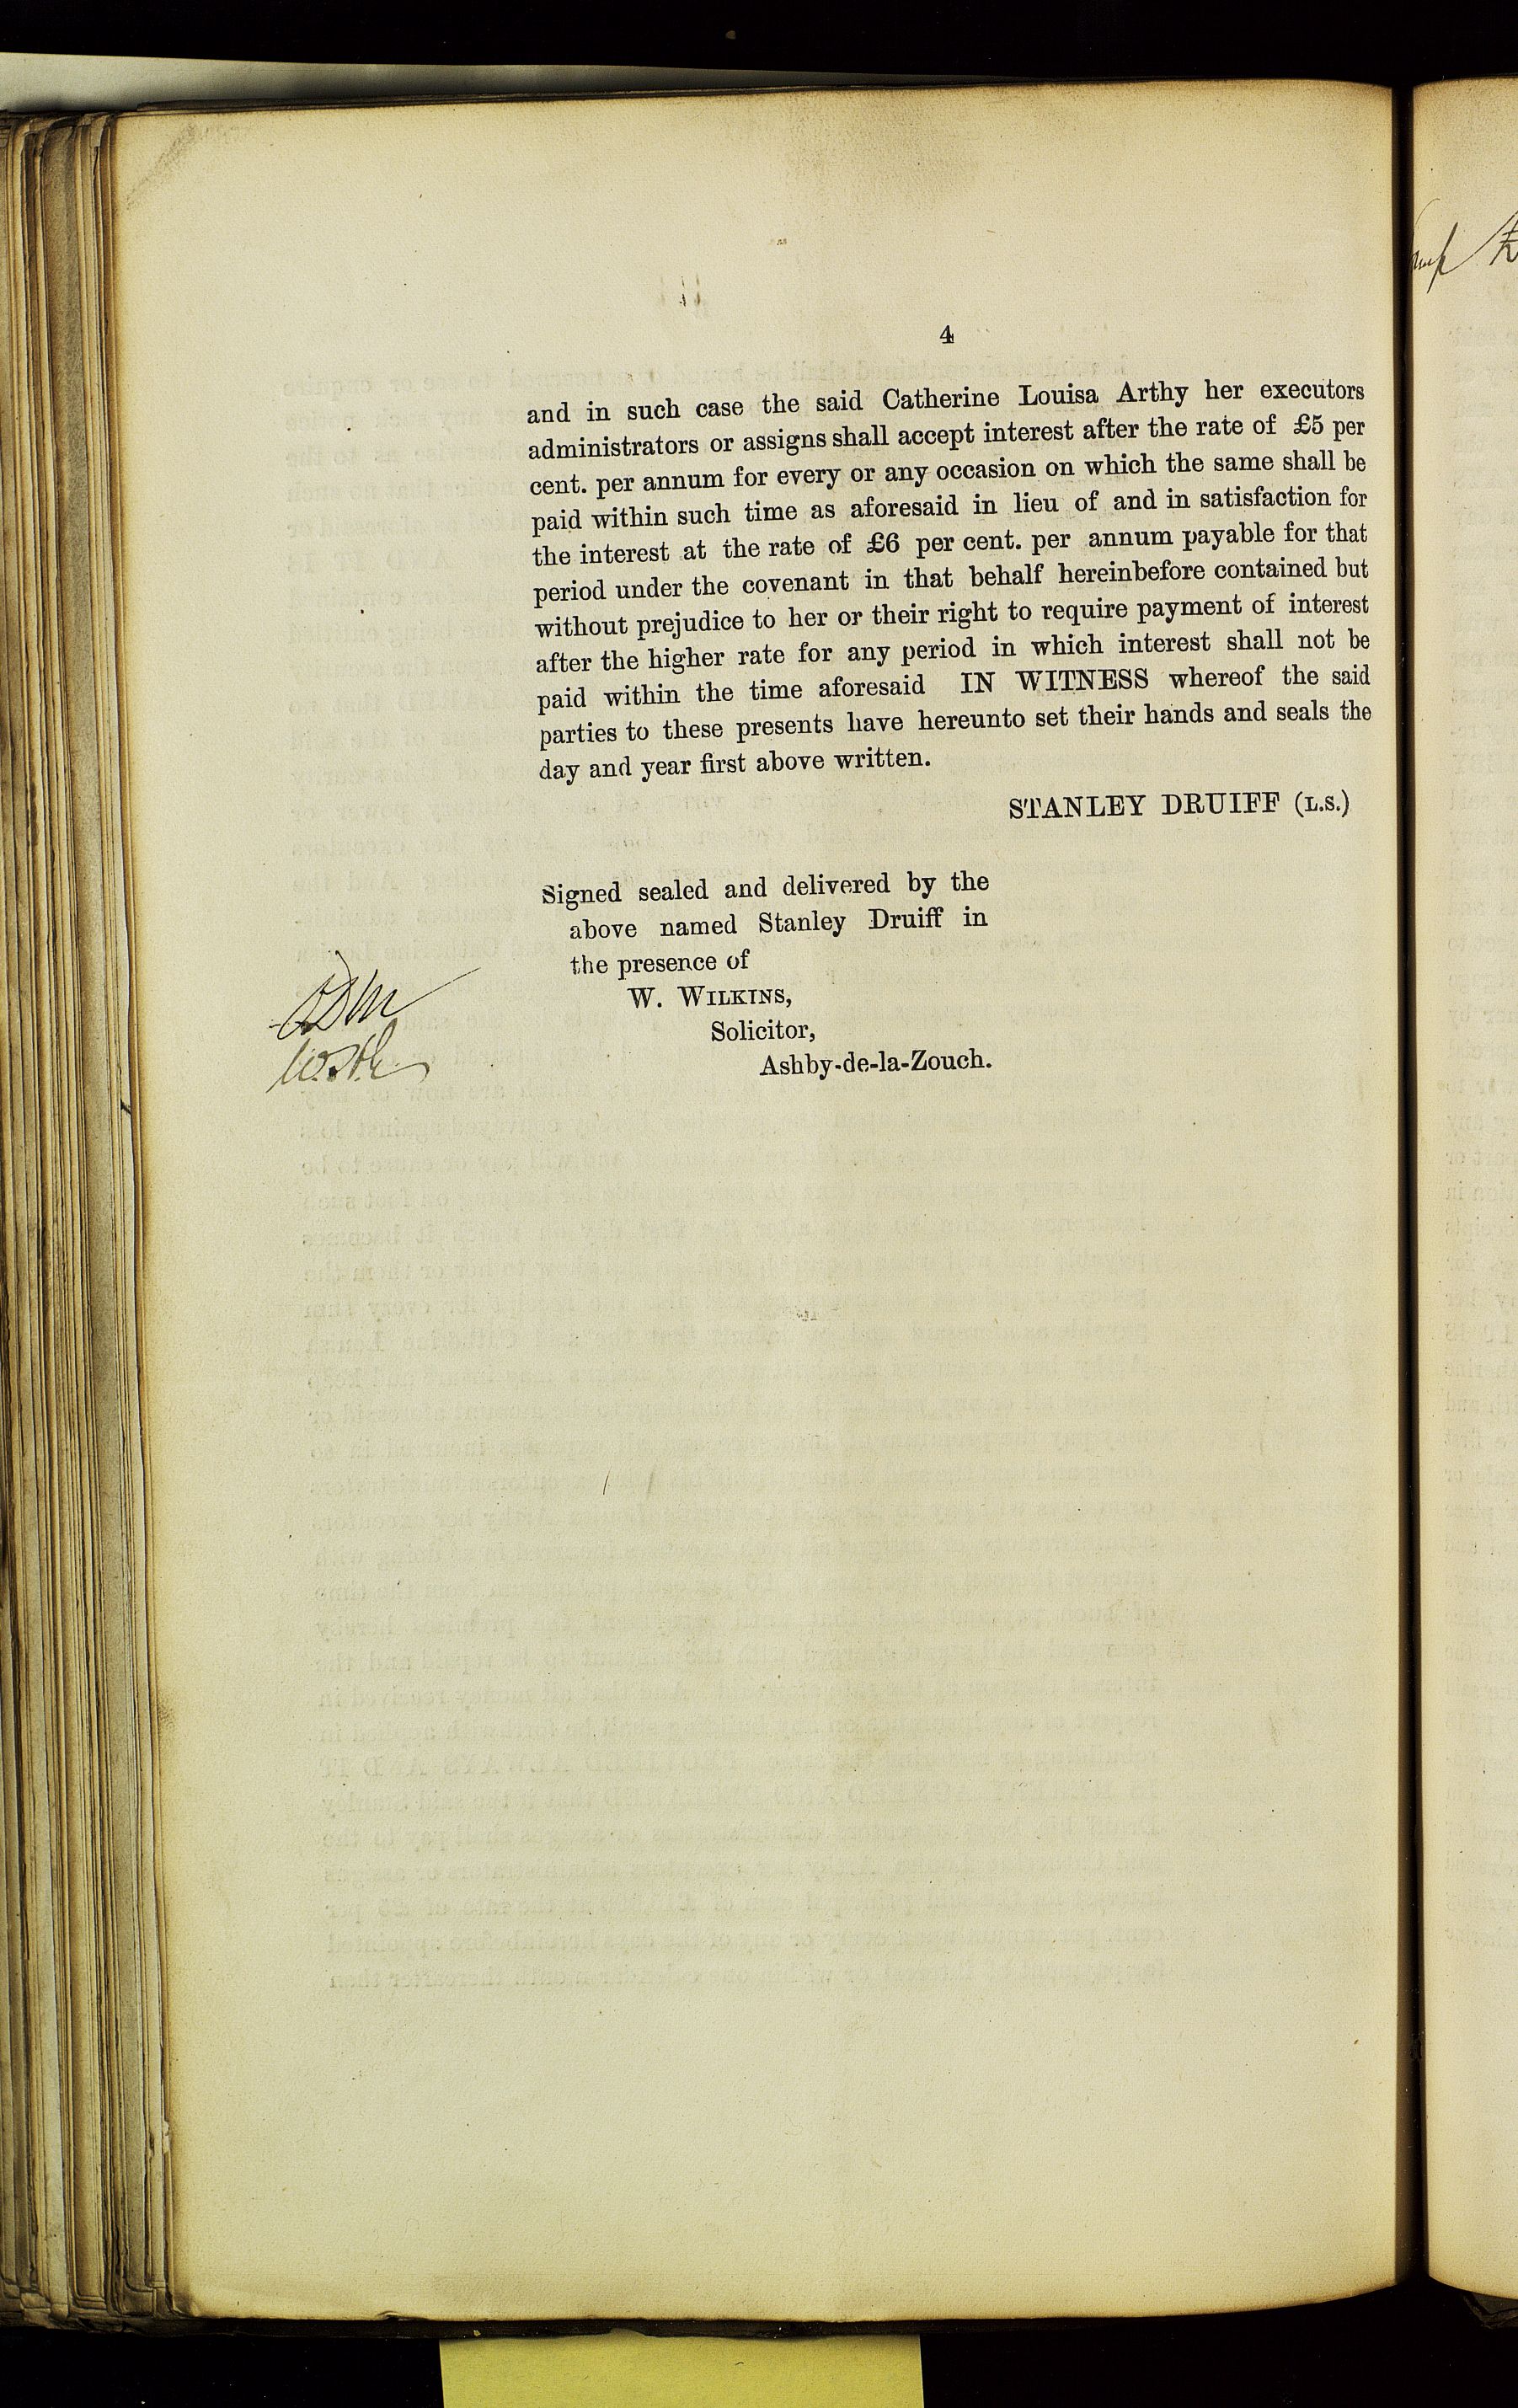 4
and in such case the said Catherine Louisa Arthy her executors
administrators or assigns shall accept interest after the rate of £5 per
cent. per annum for every or any occasion on which the same shall be
paid within such time as aforesaid in lieu of and in satisfaction for
the interest at the rate of £6 per cent. per annum payable for that
period under the covenant in that behalf hereinbefore contained but
without prejudice to her or their right to require payment of interest
after the higher rate for any period in which interest shall not be
paid within the time aforesaid IN WITNESS whereof the said
parties to these presents have hereunto set their hands and seals the
day and year first above written.
STANLEY DRUIFF (L.S.)
Signed sealed and delivered by the
above named Stanley Druiff in
the presence of
W. WILKINS,
Solicitor,
Ashby-de-la-Zouch.